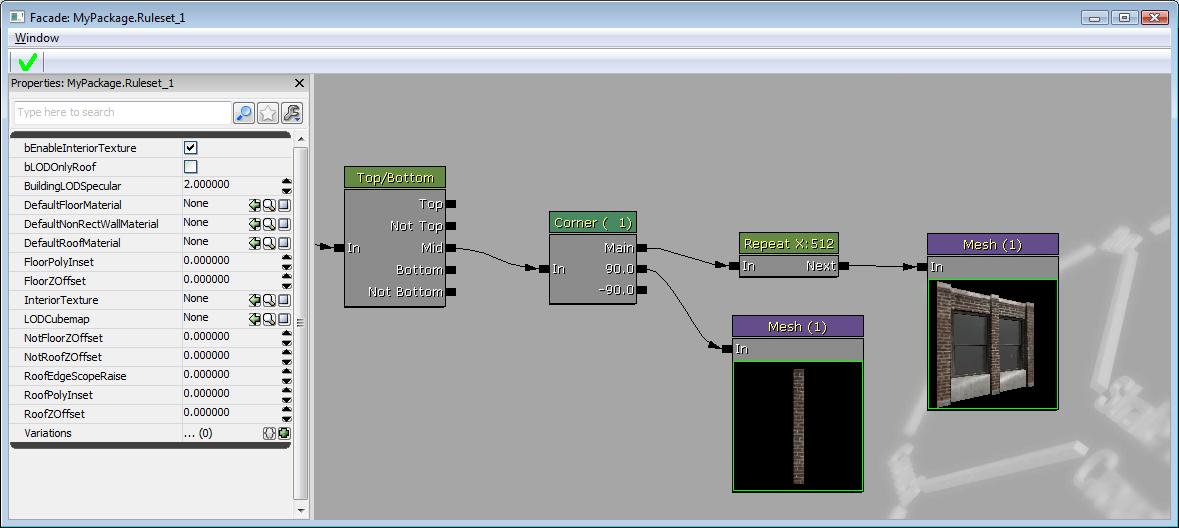 Facade: MyPackage.Ruleset_1
Window
Properties: MyPackage.Ruleset_1
Type here to search
bEnableInteriorTexture
bLODOnlyRoof
BuildingLODSpecular 2.000000
DefaultFloorMaterial None
DefaultNonRectWallMaterial None
DefaultRoofMaterial None
FloorPolyInset 0.000000
FloorZOffset 0.000000
InteriorTexture None
LODCubemap None
NotFloorZOffset 0.000000
NotRoofZOffset 0.000000
RoofEdgeScopeRaise 0.000000
RoofPolyInset 0.000000
RoofZOffset 0.000000
Variations ... (0)
Top/Bottom
Top
Not Top
In Mid
Bottom
Not Bottom
Corner ( 1)
Main
In 90.0
-90.0
Repeat X:512
In Next
Mesh (1)
In
Mesh (1)
In